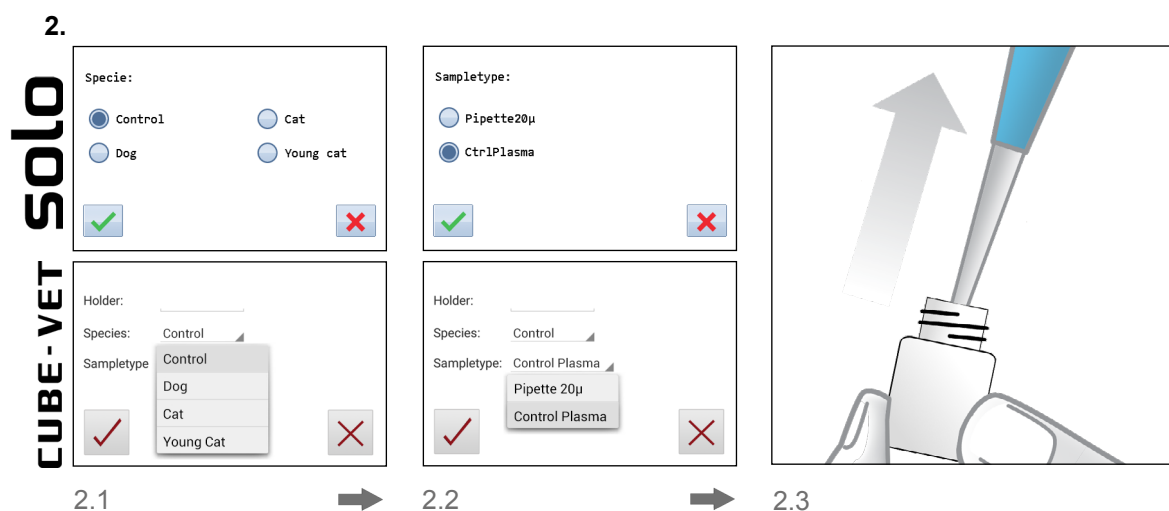 2.
solo
Specie:
Control
Cat
Dog
Young cat
Sampletype:
Pipette20µ
CtrlPlasma
CUBE-VET
Holder:
Species: Control
Sampletype
Control
Dog
Cat
Young Cat
Holder:
Species: Control
Sampletype: Control Plasma
Pipette 20µ
Control Plasma
2.1
2.2
2.3